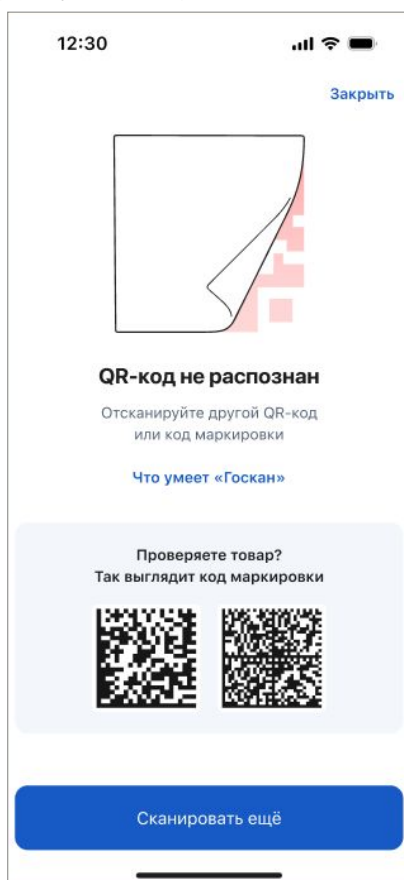 12:30
Закрыть
QR-код не распознан
Отсканируйте другой QR-код
или код маркировки
Что умеет «Госкан»
Проверяете товар?
Так выглядит код маркировки
Сканировать ещё